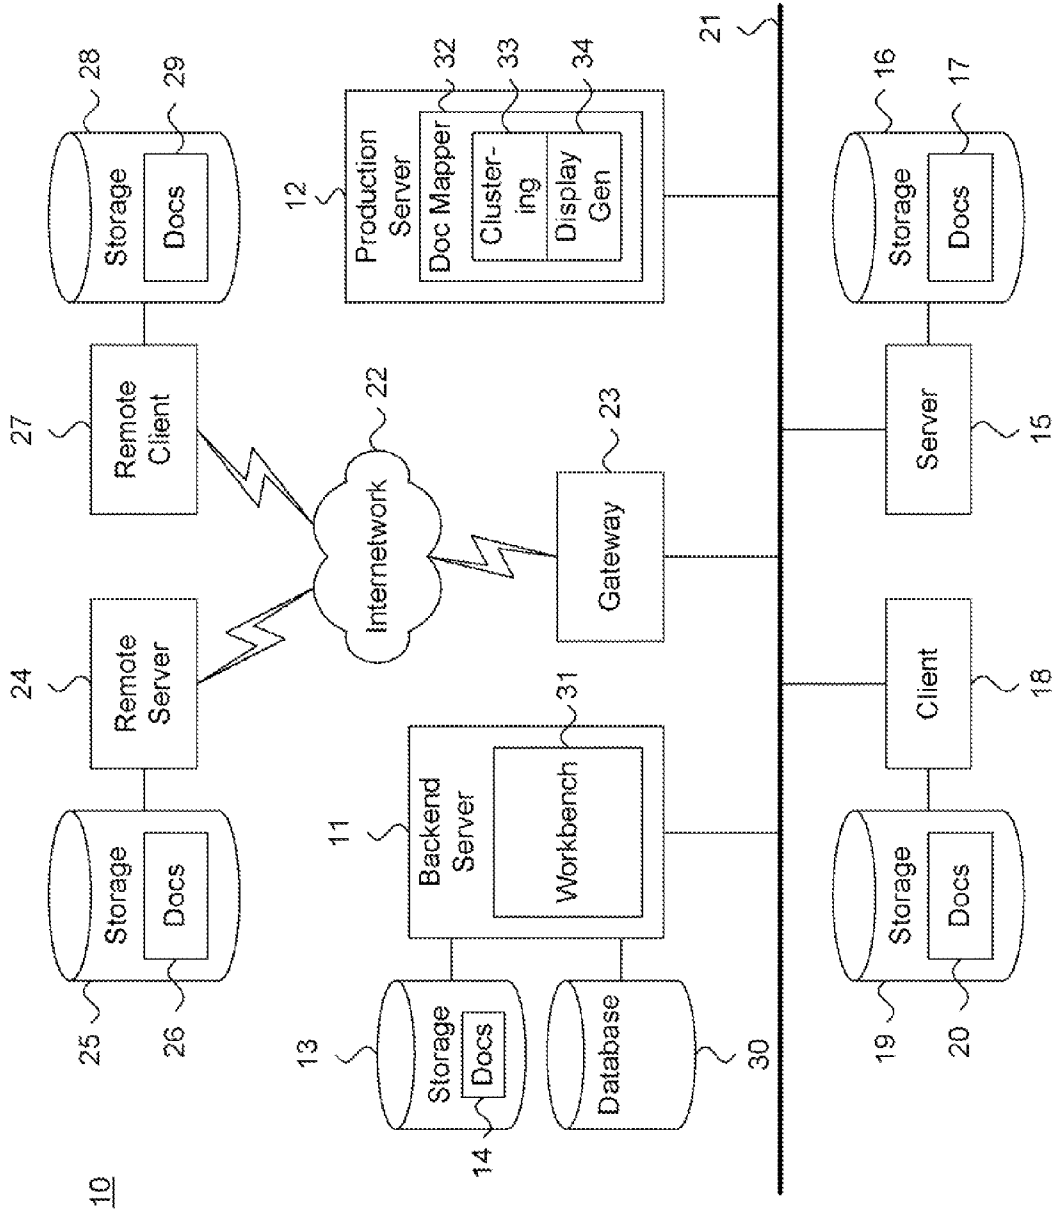 24
27
10
25
Storage
Remote
Server
Remote
Client
Storage
28
26
Docs
Docs
29
12
13
11
Internetwork
22
Production
Server
Storage
Docs
14
Backend
Server
Doc Mapper
32
Cluster-
ing
33
Workbench
31
Display
Gen
34
Database
30
Gateway
23
21
19
Storage
Client
Server
Storage
16
20
Docs
Docs
17
18
15